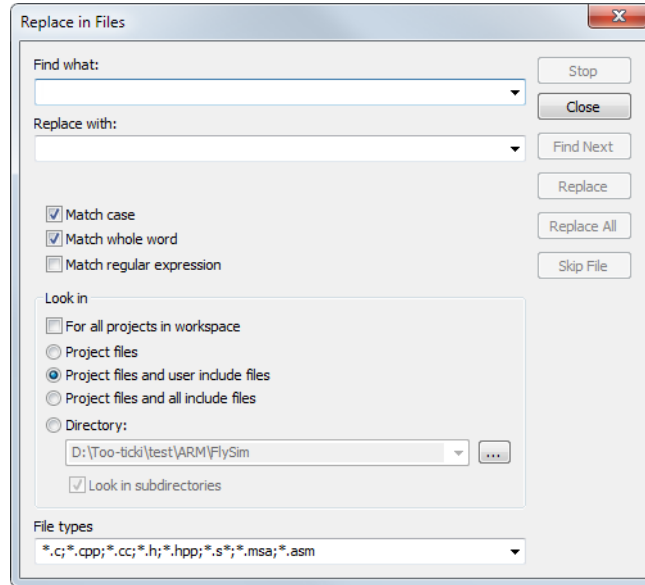 Replace in Files
Find what:
Stop
Close
Replace with:
Find Next
Replace
Match case
Replace All
Match whole word
Match regular expression
Skip File
Look in
For all projects in workspace
Project files
Project files and user include files
Project files and all include files
Directory:
D:\Too-ticki\test\ARM\FlySim
...
Look in subdirectories
File types
*.c;*.cpp;*.cc;*.h;*.hpp;*.s*;*.msa;*.asm